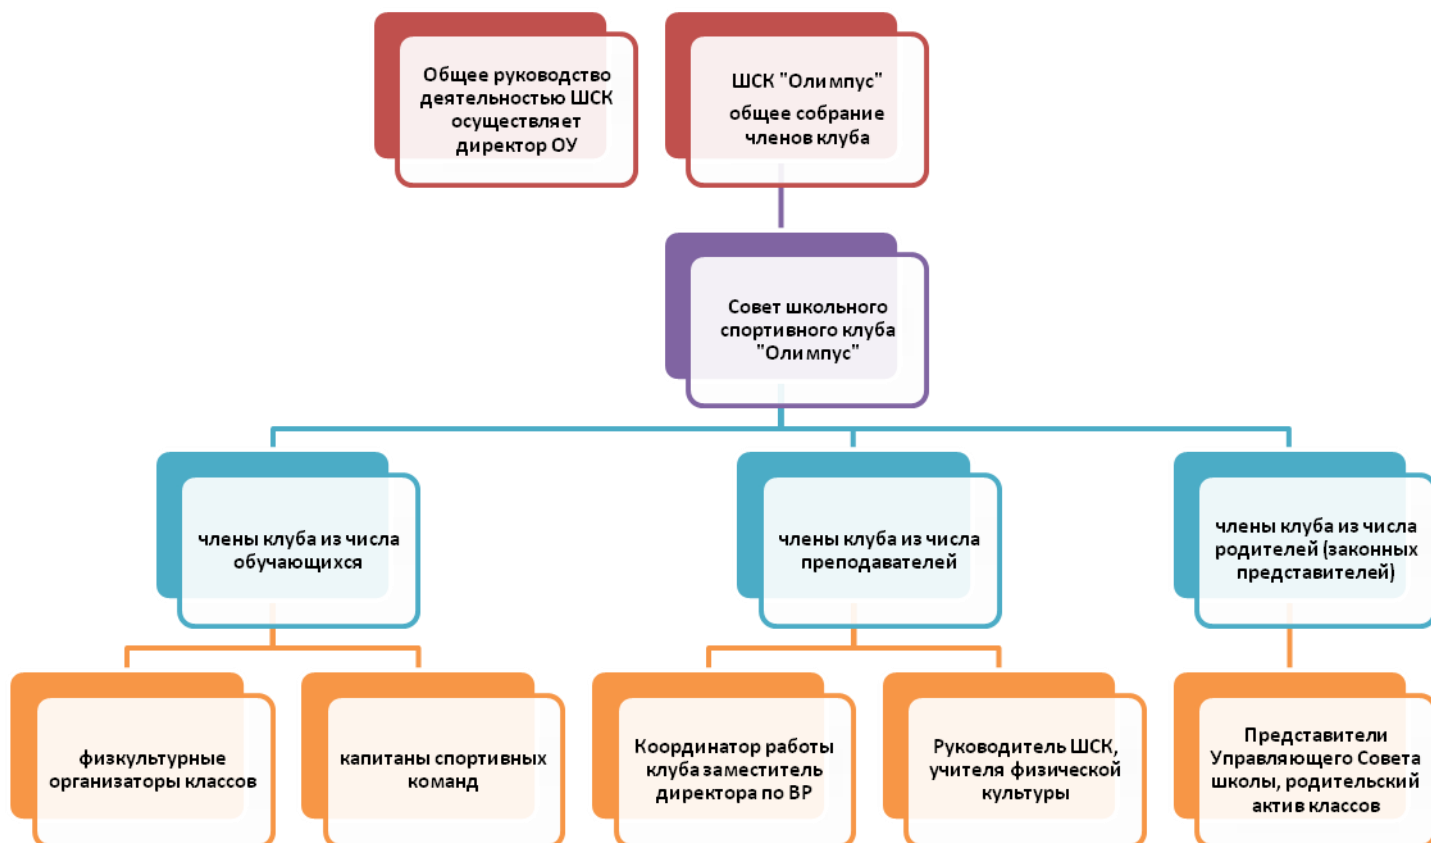 Общее руководство
деятельностью ШСК
осуществляет
директор ОУ
ШСК "Олимпус"
общее собрание
членов клуба
Совет школьного
спортивного клуба
"Олимпус"
члены клуба из числа
обучающихся
члены клуба из числа
преподавателей
члены клуба из числа
родителей (законных
представителей)
физкультурные
организаторы классов
капитаны спортивных
команд
Координатор работы
клуба заместитель
директора по ВР
Руководитель ШСК,
учителя физической
культуры
Представители
Управляющего Совета
школы, родительский
актив классов